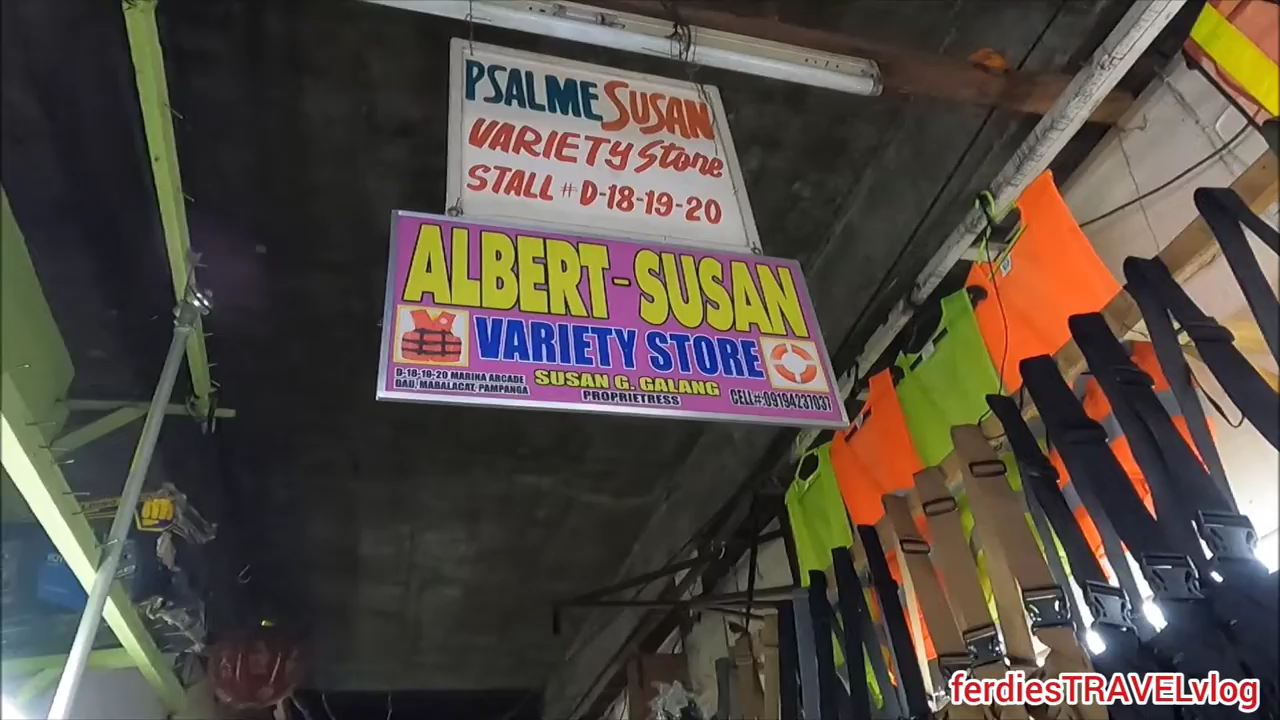 PSALME SUSAN
VARIETY Store
STALL # D-18-19-20
ALBERT-SUSAN
VARIETY STORE
D-18-19-20 MARINA ARCADE
DAU, MABALACAT, PAMPANGA
SUSAN G. GALANG
PROPRIETRESS
CELL#:09194237037
ferdiesTRAVELvlog